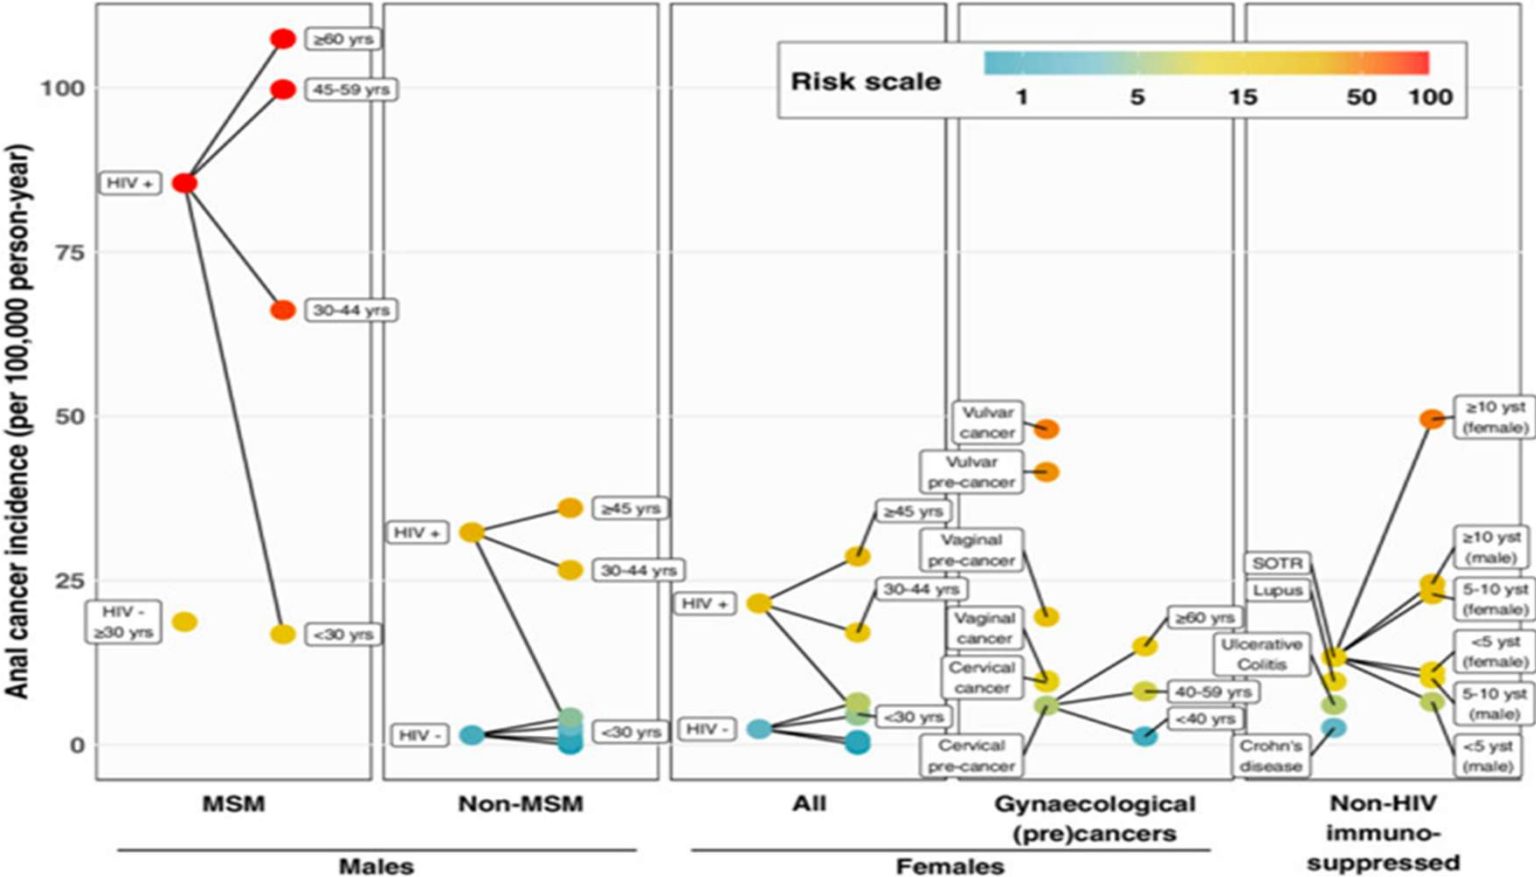 Anal cancer incidence (per 100,000 person-year)
100
75
50
25
0
Risk scale
1 5 15 50 100
≥60 yrs
45-59 yrs
HIV +
30-44 yrs
HIV -
≥30 yrs
<30 yrs
HIV +
≥45 yrs
30-44 yrs
HIV -
<30 yrs
≥45 yrs
30-44 yrs
HIV +
HIV -
<30 yrs
Vulvar
cancer
Vulvar
pre-cancer
Vaginal
pre-cancer
Vaginal
cancer
Cervical
cancer
Cervical
pre-cancer
≥60 yrs
40-59 yrs
<40 yrs
SOTR
Lupus
Ulcerative
Colitis
Crohn's
disease
≥10 yst
(female)
≥10 yst
(male)
5-10 yst
(female)
<5 yst
(female)
5-10 yst
(male)
<5 yst
(male)
MSM
Non-MSM
All
Gynaecological
(pre)cancers
Non-HIV
immuno-
suppressed
Males
Females